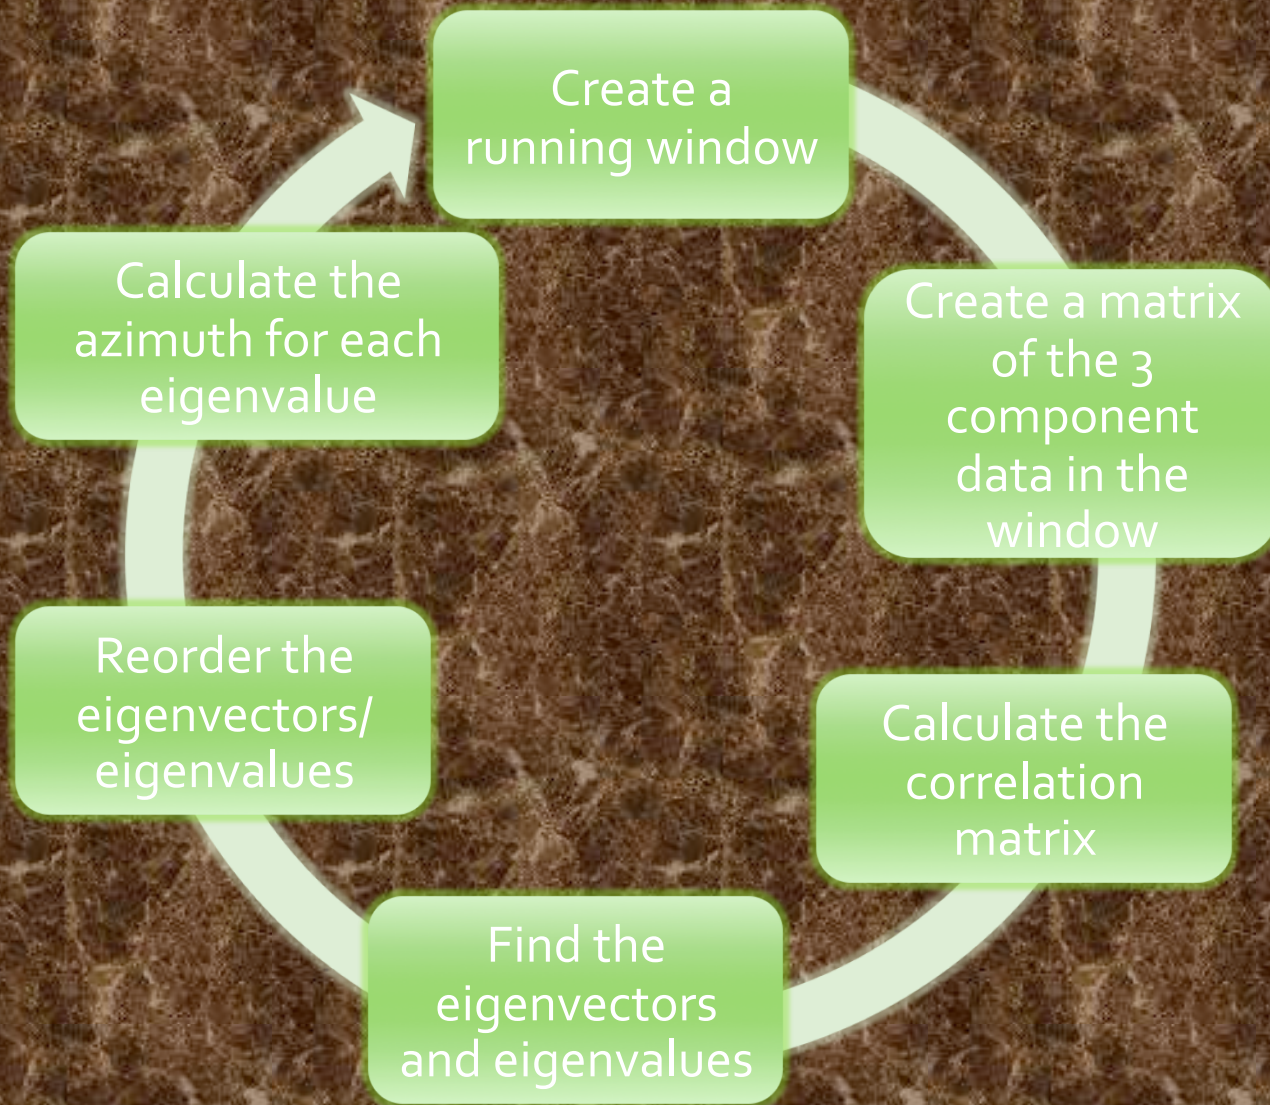 Create a
running window
Create a matrix
of the 3
component
data in the
window
Calculate the
correlation
matrix
Find the
eigenvectors
and eigenvalues
Reorder the
eigenvectors/
eigenvalues
Calculate the
azimuth for each
eigenvalue